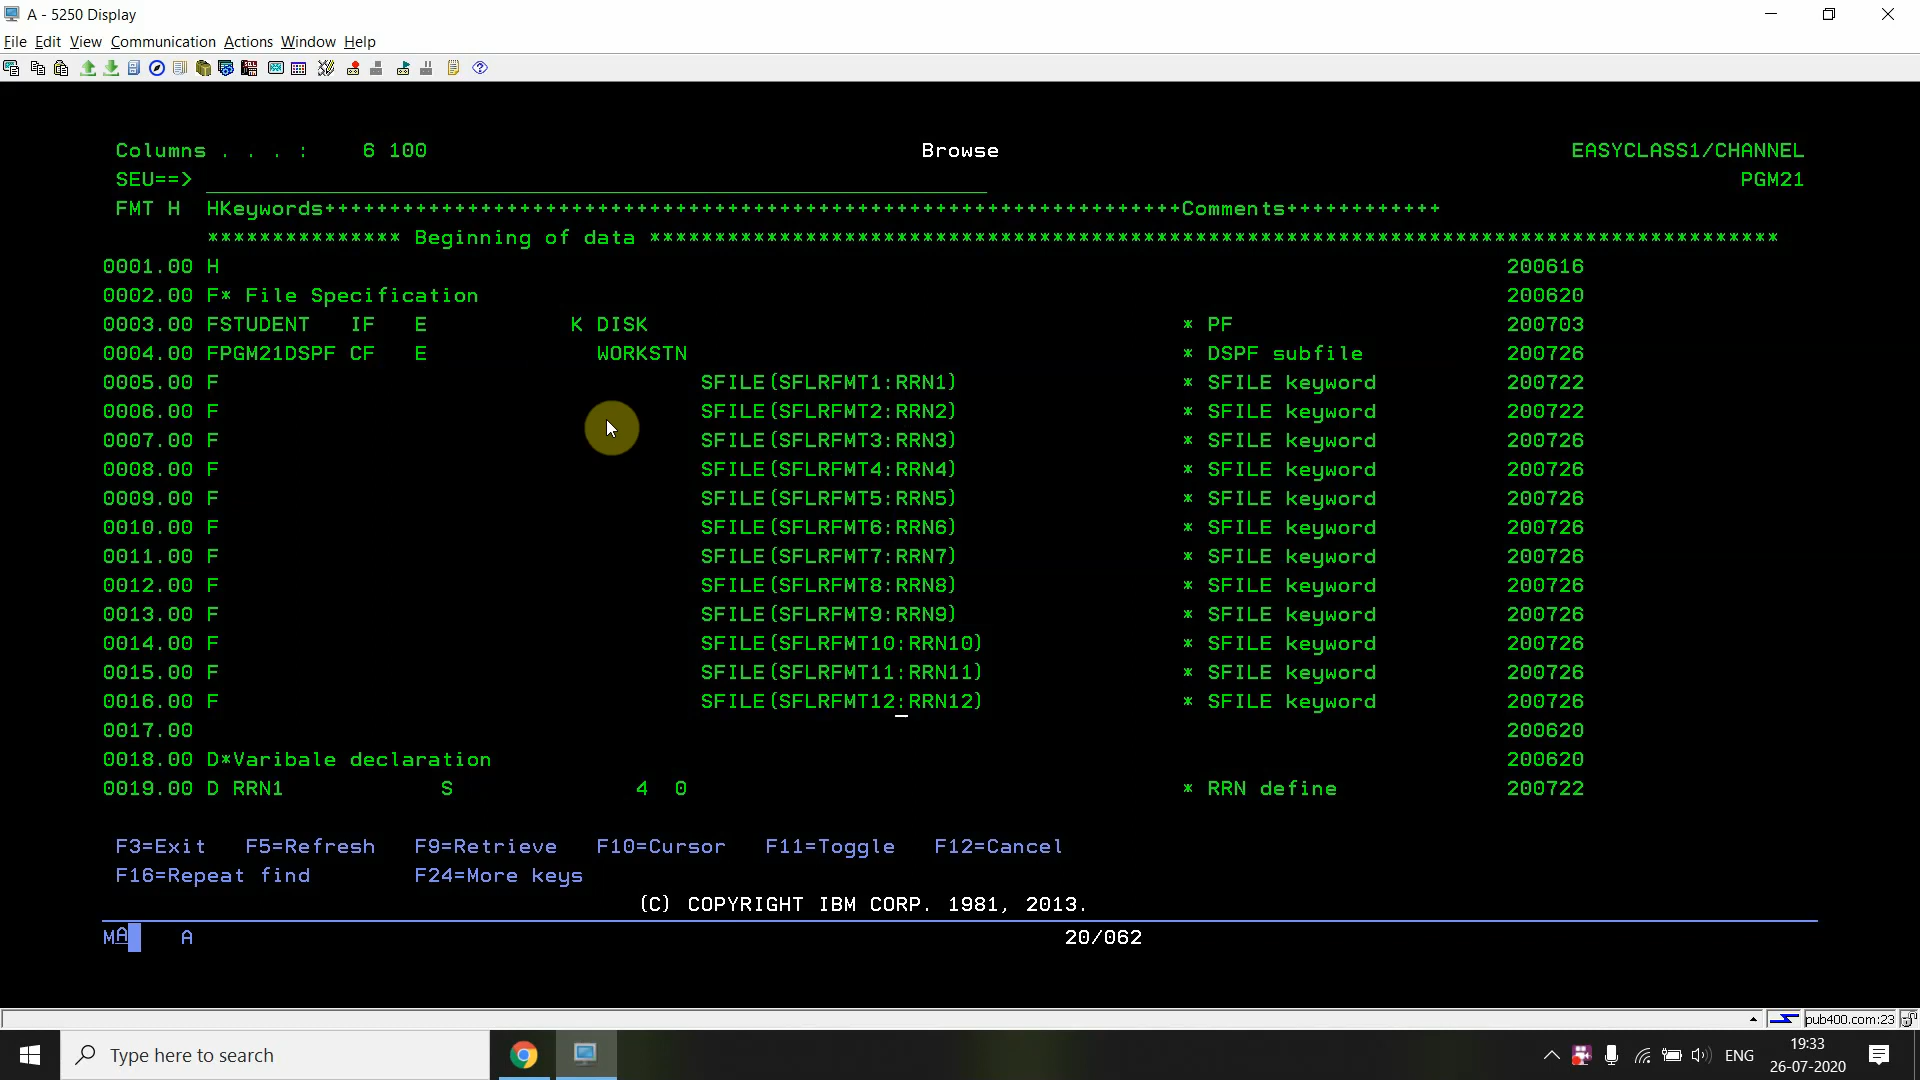 A - 5250 Display
File Edit View Communication Actions Window Help
Columns . . . : 6 100 Browse EASYCLASS1/CHANNEL
SEU==> PGM21
FMT H HKeywords++++++++++++++++++++++++++++++++++++++++++++++++++++++++++++++++++Comments++++++++++++
*************** Beginning of data ***************************************************************************************
0001.00 H 200616
0002.00 F* File Specification 200620
0003.00 FSTUDENT IF E K DISK * PF 200703
0004.00 FPGM21DSPF CF E WORKSTN * DSPF subfile 200726
0005.00 F SFILE(SFLRFMT1:RRN1) * SFILE keyword 200722
0006.00 F SFILE(SFLRFMT2:RRN2) * SFILE keyword 200722
0007.00 F SFILE(SFLRFMT3:RRN3) * SFILE keyword 200726
0008.00 F SFILE(SFLRFMT4:RRN4) * SFILE keyword 200726
0009.00 F SFILE(SFLRFMT5:RRN5) * SFILE keyword 200726
0010.00 F SFILE(SFLRFMT6:RRN6) * SFILE keyword 200726
0011.00 F SFILE(SFLRFMT7:RRN7) * SFILE keyword 200726
0012.00 F SFILE(SFLRFMT8:RRN8) * SFILE keyword 200726
0013.00 F SFILE(SFLRFMT9:RRN9) * SFILE keyword 200726
0014.00 F SFILE(SFLRFMT10:RRN10) * SFILE keyword 200726
0015.00 F SFILE(SFLRFMT11:RRN11) * SFILE keyword 200726
0016.00 F SFILE(SFLRFMT12:RRN12) * SFILE keyword 200726
0017.00 200620
0018.00 D*Varibale declaration 200620
0019.00 D RRN1 S 4 0 * RRN define 200722
F3=Exit F5=Refresh F9=Retrieve F10=Cursor F11=Toggle F12=Cancel
F16=Repeat find F24=More keys
(C) COPYRIGHT IBM CORP. 1981, 2013.
MA A 20/062
pub400.com:23
Type here to search
ENG
19:33
26-07-2020